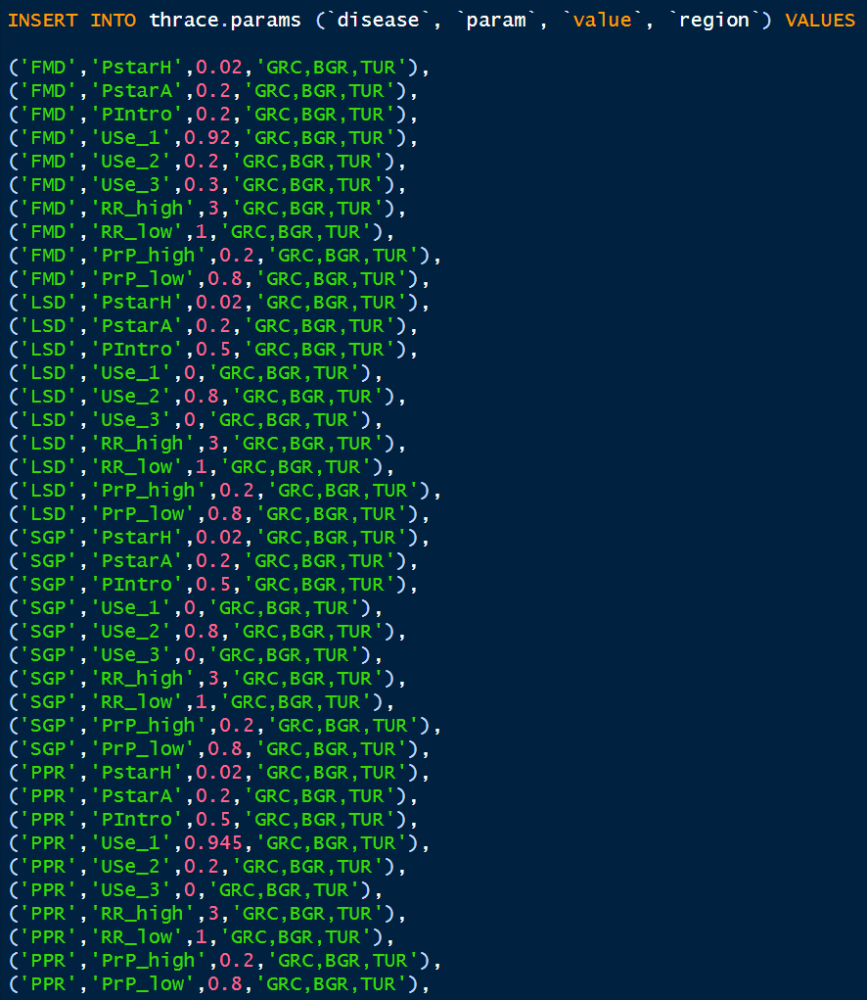 INSERT INTO thrace.params (`disease`, `param`, `value`, `region`) VALUES
('FMD','PstarH',0.02,'GRC,BGR,TUR'),
('FMD','PstarA',0.2,'GRC,BGR,TUR'),
('FMD','PIntro',0.2,'GRC,BGR,TUR'),
('FMD','USe_1',0.92,'GRC,BGR,TUR'),
('FMD','USe_2',0.2,'GRC,BGR,TUR'),
('FMD','USe_3',0.3,'GRC,BGR,TUR'),
('FMD','RR_high',3,'GRC,BGR,TUR'),
('FMD','RR_low',1,'GRC,BGR,TUR'),
('FMD','PrP_high',0.2,'GRC,BGR,TUR'),
('FMD','PrP_low',0.8,'GRC,BGR,TUR'),
('LSD','PstarH',0.02,'GRC,BGR,TUR'),
('LSD','PstarA',0.2,'GRC,BGR,TUR'),
('LSD','PIntro',0.5,'GRC,BGR,TUR'),
('LSD','USe_1',0,'GRC,BGR,TUR'),
('LSD','USe_2',0.8,'GRC,BGR,TUR'),
('LSD','USe_3',0,'GRC,BGR,TUR'),
('LSD','RR_high',3,'GRC,BGR,TUR'),
('LSD','RR_low',1,'GRC,BGR,TUR'),
('LSD','PrP_high',0.2,'GRC,BGR,TUR'),
('LSD','PrP_low',0.8,'GRC,BGR,TUR'),
('SGP','PstarH',0.02,'GRC,BGR,TUR'),
('SGP','PstarA',0.2,'GRC,BGR,TUR'),
('SGP','PIntro',0.5,'GRC,BGR,TUR'),
('SGP','USe_1',0,'GRC,BGR,TUR'),
('SGP','USe_2',0.8,'GRC,BGR,TUR'),
('SGP','USe_3',0,'GRC,BGR,TUR'),
('SGP','RR_high',3,'GRC,BGR,TUR'),
('SGP','RR_low',1,'GRC,BGR,TUR'),
('SGP','PrP_high',0.2,'GRC,BGR,TUR'),
('SGP','PrP_low',0.8,'GRC,BGR,TUR'),
('PPR','PstarH',0.02,'GRC,BGR,TUR'),
('PPR','PstarA',0.2,'GRC,BGR,TUR'),
('PPR','PIntro',0.5,'GRC,BGR,TUR'),
('PPR','USe_1',0.945,'GRC,BGR,TUR'),
('PPR','USe_2',0.2,'GRC,BGR,TUR'),
('PPR','USe_3',0,'GRC,BGR,TUR'),
('PPR','RR_high',3,'GRC,BGR,TUR'),
('PPR','RR_low',1,'GRC,BGR,TUR'),
('PPR','PrP_high',0.2,'GRC,BGR,TUR'),
('PPR','PrP_low',0.8,'GRC,BGR,TUR'),